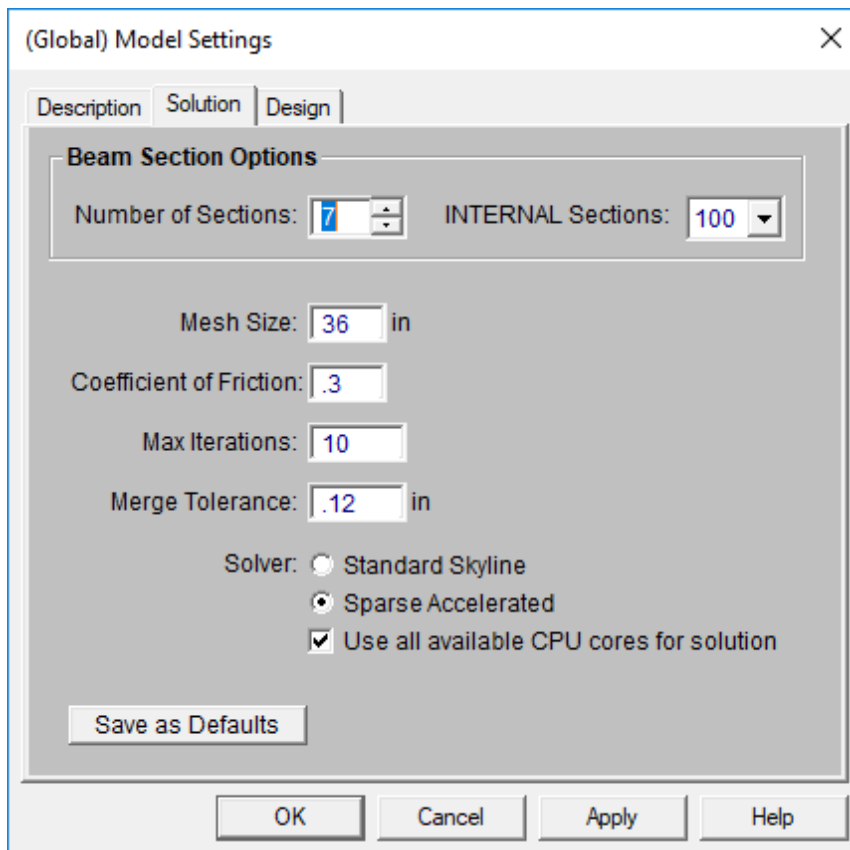 (Global) Model Settings
Description Solution Design
Beam Section Options
Number of Sections: 7 INTERNAL Sections: 100
Mesh Size: 36 in
Coefficient of Friction: .3
Max Iterations: 10
Merge Tolerance: .12 in
Solver: Standard Skyline
Sparse Accelerated
Use all available CPU cores for solution
Save as Defaults
OK Cancel Apply Help